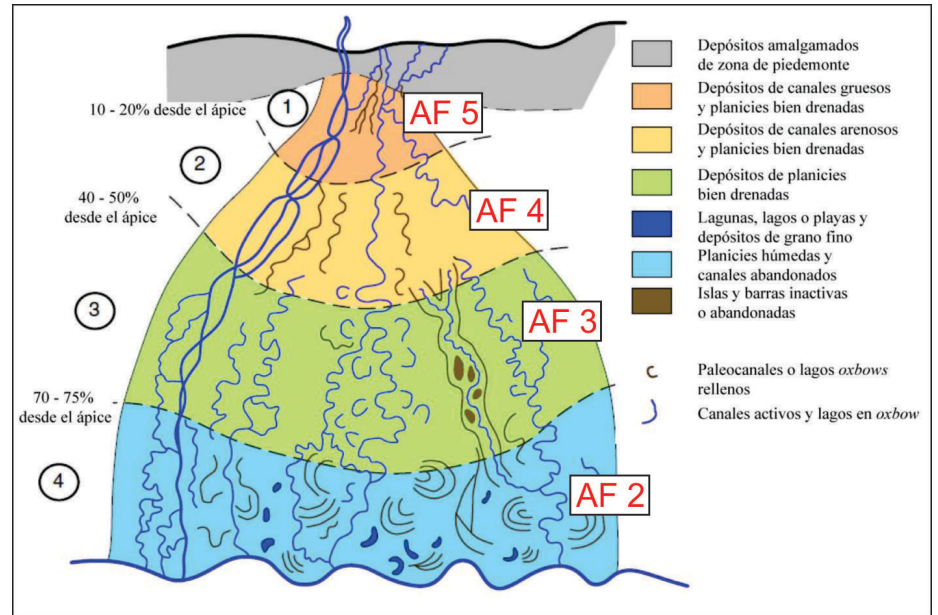 10 - 20% desde el ápice
1
AF 5
2
40 - 50%
desde el ápice
AF 4
3
AF 3
70 - 75%
desde el ápice
4
AF 2
Depósitos amalgamados
de zona de piedemonte
Depósitos de canales gruesos
y planicies bien drenadas
Depósitos de canales arenosos
y planicies bien drenadas
Depósitos de planicies
bien drenadas
Lagunas, lagos o playas y
depósitos de grano fino
Planicies húmedas y
canales abandonados
Islas y barras inactivas
o abandonadas
Paleocanales o lagos oxbows
rellenos
Canales activos y lagos en oxbow